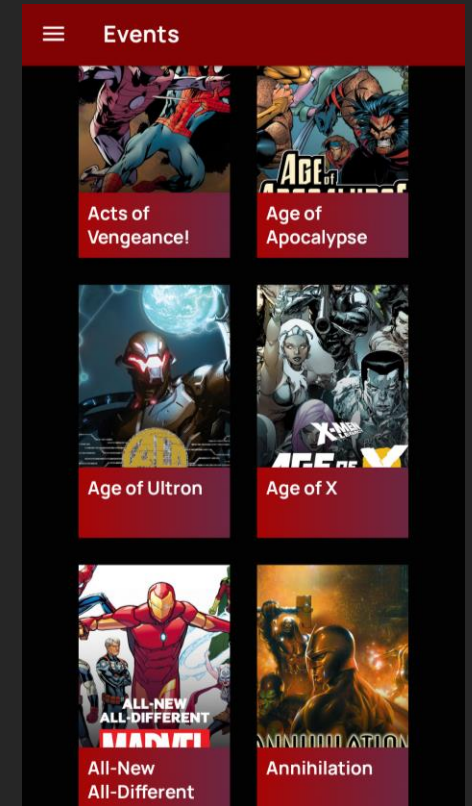 Events
AGE of
APOCALYPSE
Acts of
Vengeance!
Age of
Apocalypse
X-MEN
AGE OF X
Age of Ultron
Age of X
ALL-NEW
ALL-DIFFERENT
MARVEL
ANNIHILATION
All-New
All-Different
Annihilation